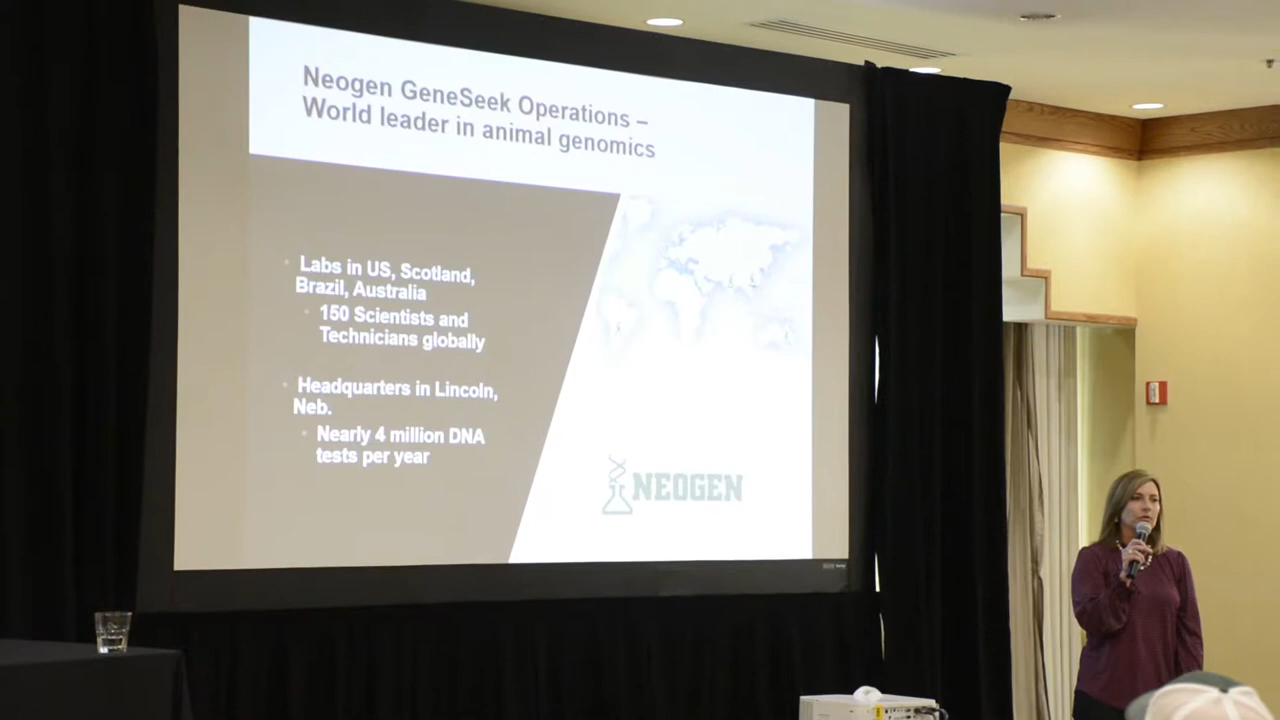 Neogen GeneSeek Operations –
World leader in animal genomics
Labs in US, Scotland,
Brazil, Australia
150 Scientists and
Technicians globally
Headquarters in Lincoln,
Neb.
Nearly 4 million DNA
tests per year
NEOGEN